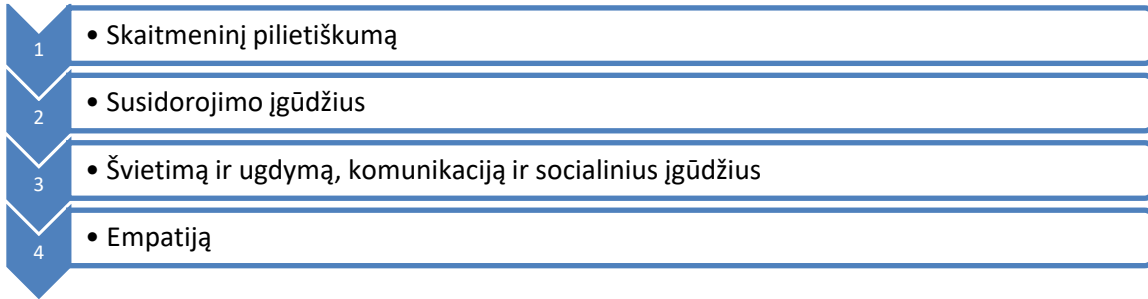 1
• Skaitmeninį pilietiškumą
2
• Susidorojimo įgūdžius
3
• Švietimą ir ugdymą, komunikaciją ir socialinius įgūdžius
4
• Empatiją